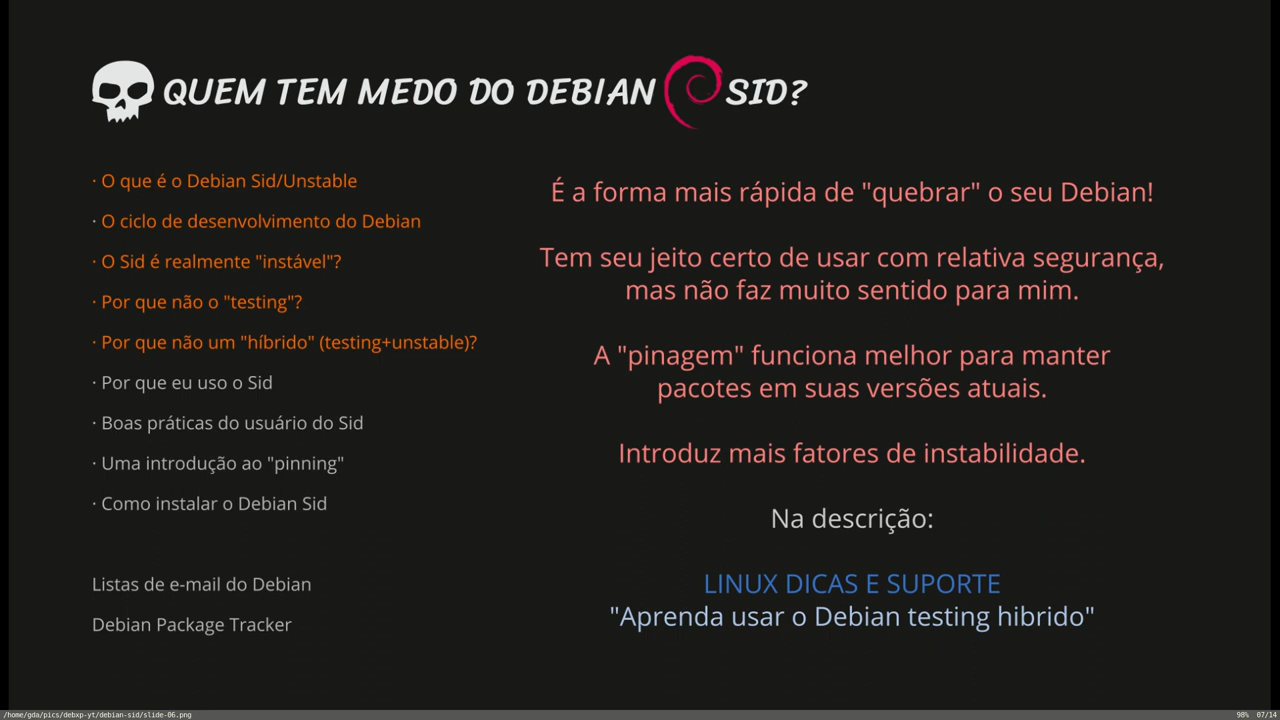 QUEM TEM MEDO DO DEBIAN SID?
· O que é o Debian Sid/Unstable
· O ciclo de desenvolvimento do Debian
· O Sid é realmente "instável"?
· Por que não o "testing"?
· Por que não um "híbrido" (testing+unstable)?
· Por que eu uso o Sid
· Boas práticas do usuário do Sid
· Uma introdução ao "pinning"
· Como instalar o Debian Sid
Listas de e-mail do Debian
Debian Package Tracker
É a forma mais rápida de "quebrar" o seu Debian!
Tem seu jeito certo de usar com relativa segurança,
mas não faz muito sentido para mim.
A "pinagem" funciona melhor para manter
pacotes em suas versões atuais.
Introduz mais fatores de instabilidade.
Na descrição:
LINUX DICAS E SUPORTE
"Aprenda usar o Debian testing hibrido"
/home/gda/pics/debxp-yt/debian-sid/slide-06.png
98% 07/14